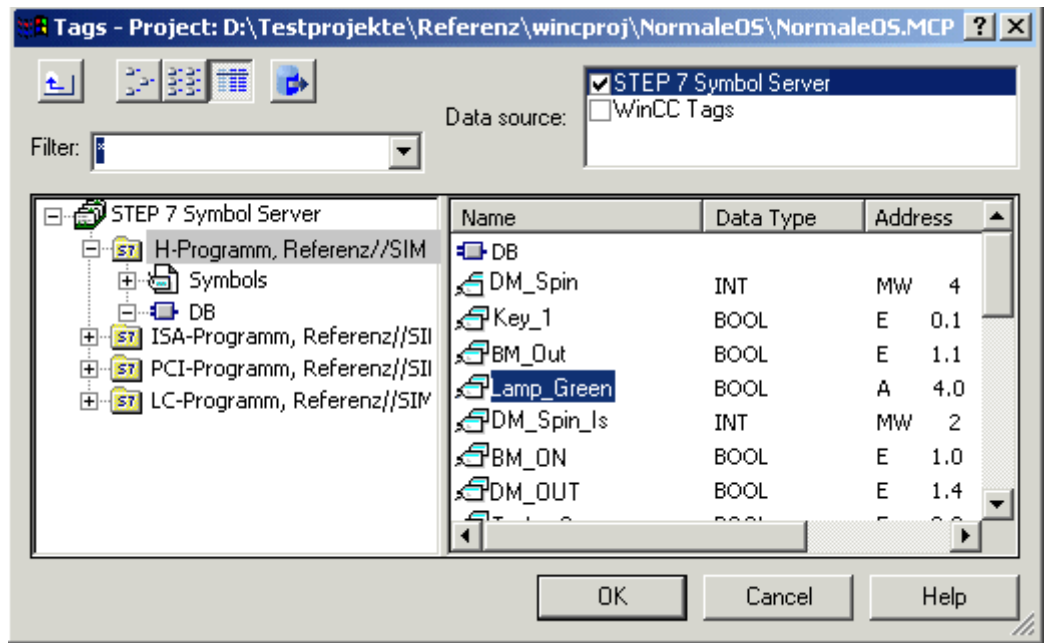 Tags - Project: D:\Testprojekte\Referenz\wincproj\NormaleOS\NormaleOS.MCP
Data source:
STEP 7 Symbol Server
WinCC Tags
Filter: *
STEP 7 Symbol Server
H-Programm, Referenz//SIM
Symbols
DB
ISA-Programm, Referenz//SI
PCI-Programm, Referenz//SI
LC-Programm, Referenz//SIM
Name Data Type Address
DB
DM_Spin INT MW 4
Key_1 BOOL E 0.1
BM_Out BOOL E 1.1
Lamp_Green BOOL A 4.0
DM_Spin_Is INT MW 2
BM_ON BOOL E 1.0
DM_OUT BOOL E 1.4
OK Cancel Help